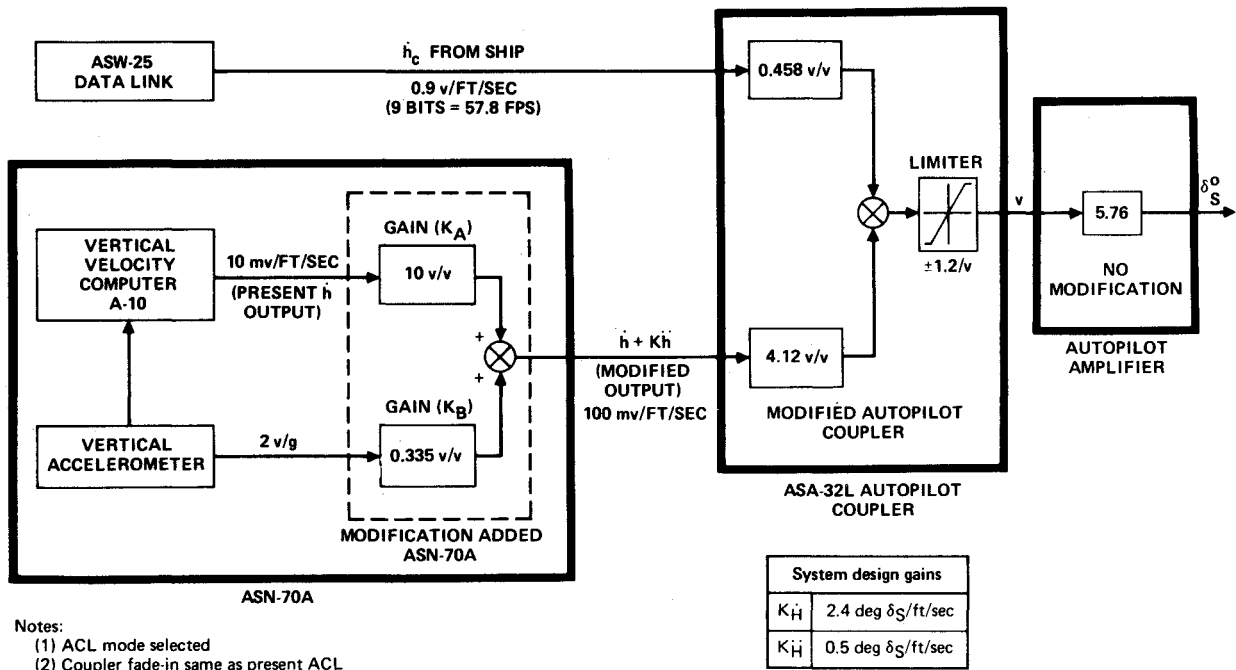 ASW-25
DATA LINK
ḣc FROM SHIP
0.9 v/FT/SEC
(9 BITS = 57.8 FPS)
0.458 v/v
LIMITER
±1.2/v
v
5.76
δS°
NO
MODIFICATION
AUTOPILOT
AMPLIFIER
VERTICAL
VELOCITY
COMPUTER
A-10
10 mv/FT/SEC
(PRESENT ḣ
OUTPUT)
GAIN (KA)
10 v/v
+
+
ḣ + Kḧ
(MODIFIED
OUTPUT)
100 mv/FT/SEC
4.12 v/v
MODIFIED AUTOPILOT
COUPLER
ASA-32L AUTOPILOT
COUPLER
VERTICAL
ACCELEROMETER
2 v/g
GAIN (KB)
0.335 v/v
MODIFICATION ADDED
ASN-70A
ASN-70A
System design gains
KḢ 2.4 deg δS/ft/sec
KḦ 0.5 deg δS/ft/sec
Notes:
(1) ACL mode selected
(2) Coupler fade-in same as present ACL